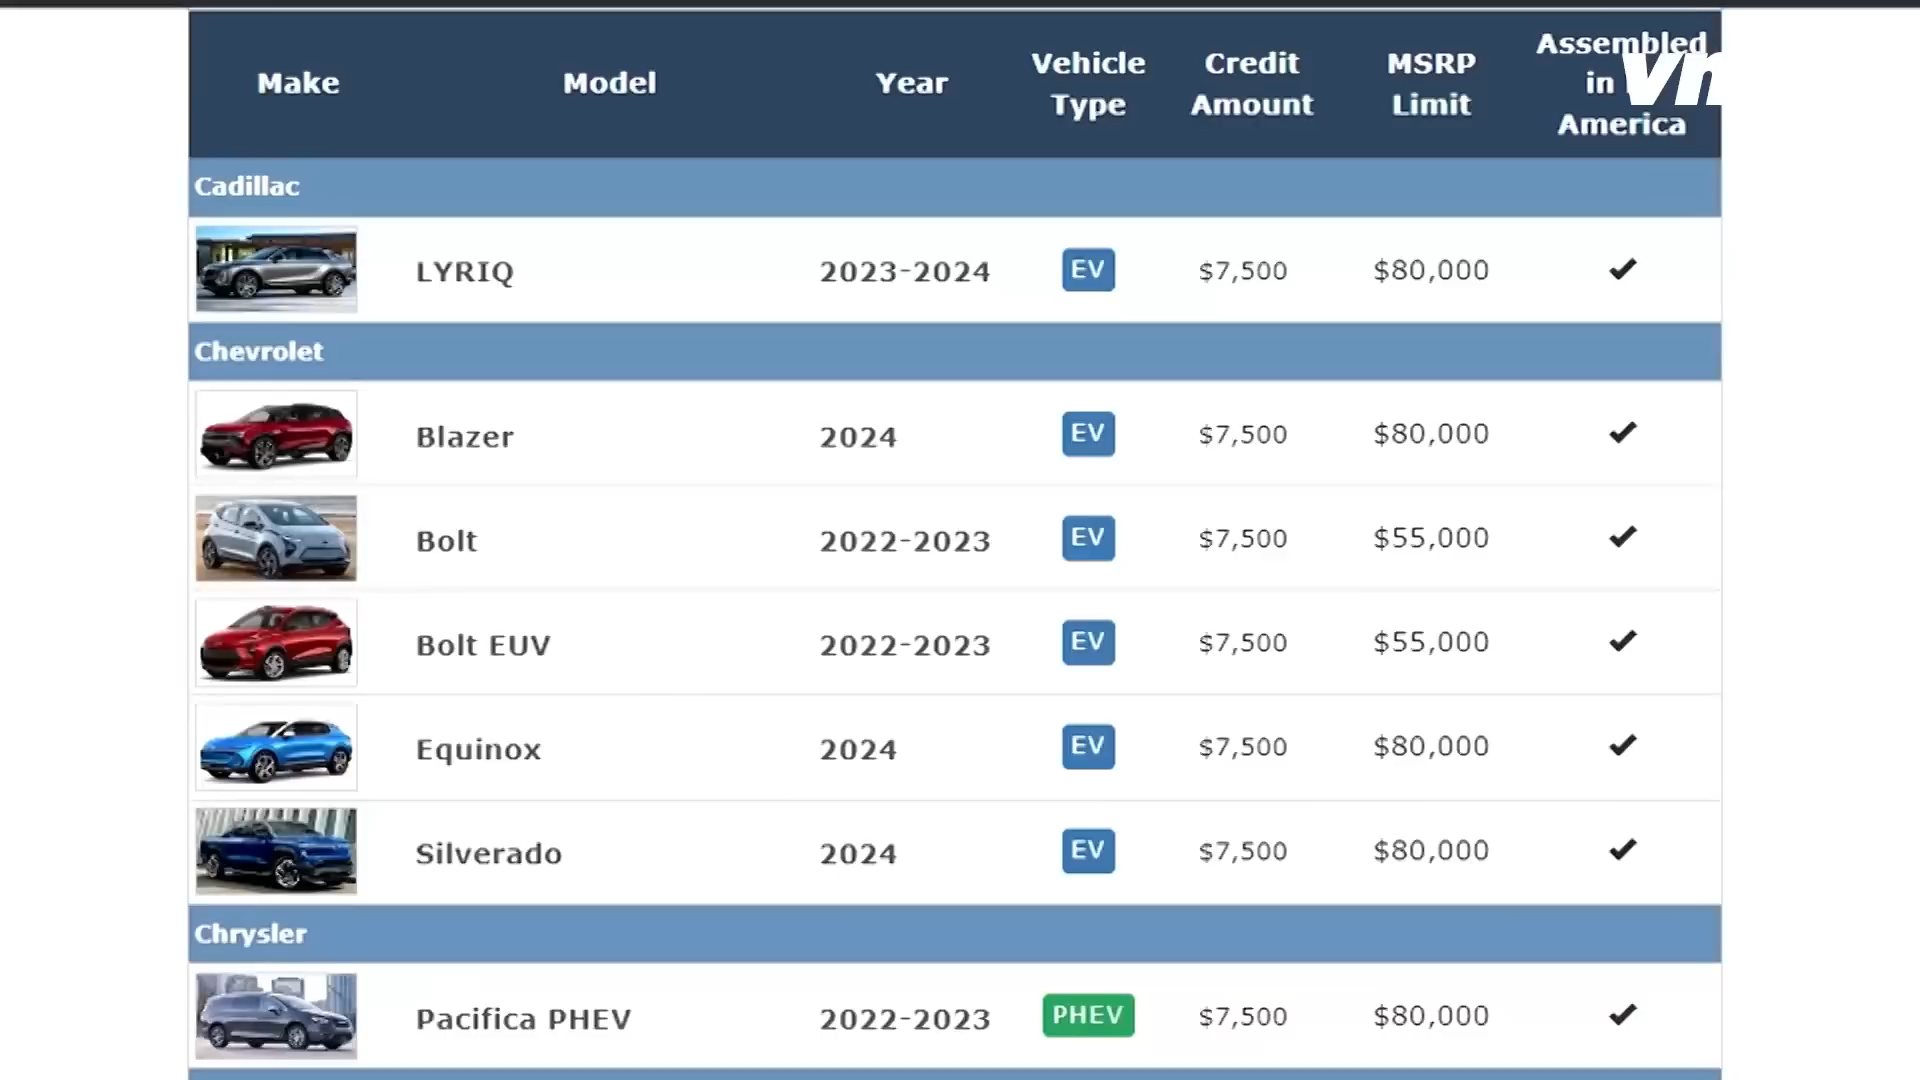 Make Model Year Vehicle Type Credit Amount MSRP Limit Assembled in America
vn
Cadillac
LYRIQ 2023-2024 EV $7,500 $80,000 ✔
Chevrolet
Blazer 2024 EV $7,500 $80,000 ✔
Bolt 2022-2023 EV $7,500 $55,000 ✔
Bolt EUV 2022-2023 EV $7,500 $55,000 ✔
Equinox 2024 EV $7,500 $80,000 ✔
Silverado 2024 EV $7,500 $80,000 ✔
Chrysler
Pacifica PHEV 2022-2023 PHEV $7,500 $80,000 ✔